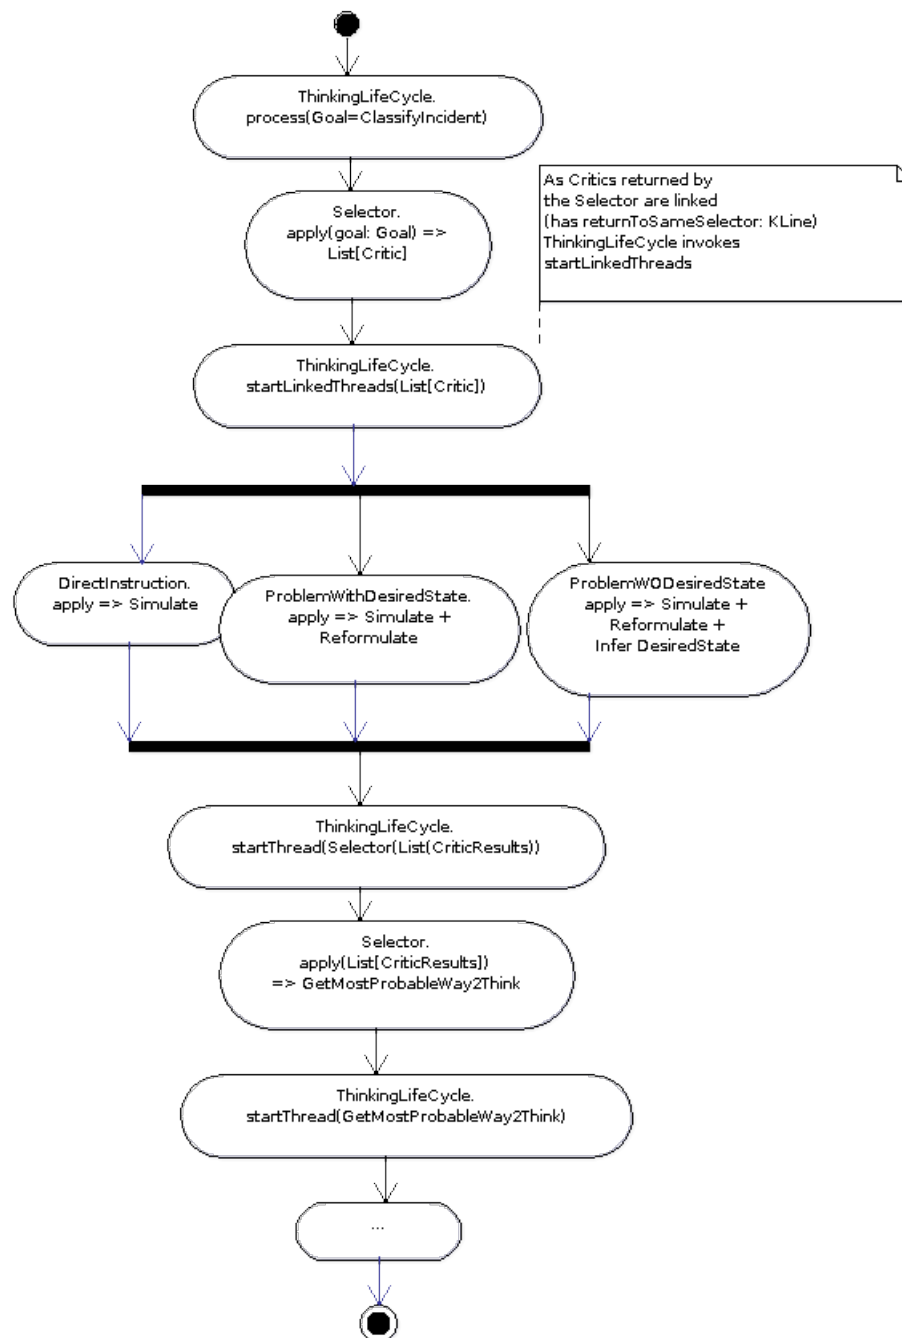 ThinkingLifeCycle.
process(Goal=ClassifyIncident)
As Critics returned by
the Selector are linked
(has returnToSameSelector: KLine)
ThinkingLifeCycle invokes
startLinkedThreads
Selector.
apply(goal: Goal) =>
List[Critic]
ThinkingLifeCycle.
startLinkedThreads(List[Critic])
DirectInstruction.
apply => Simulate
ProblemWithDesiredState.
apply => Simulate +
Reformulate
ProblemWODesiredState
apply => Simulate +
Reformulate +
Infer DesiredState
ThinkingLifeCycle.
startThread(Selector(List(CriticResults))
Selector.
apply(List[CriticResults])
=> GetMostProbableWay2Think
ThinkingLifeCycle.
startThread(GetMostProbableWay2Think)
...